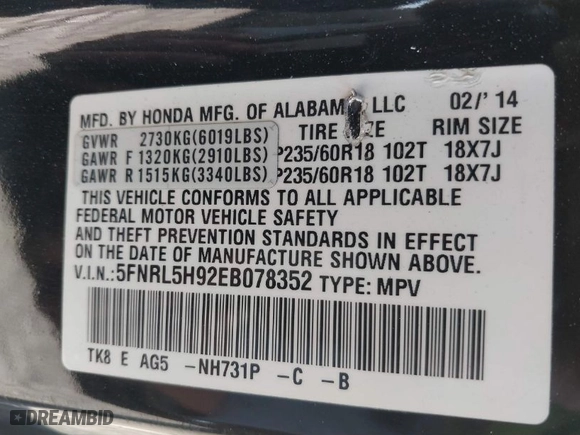 MFD. BY HONDA MFG. OF ALABAMA LLC 02/'14
TIRE SIZE RIM SIZE
GVWR 2730KG(6019LBS)
GAWR F 1320KG(2910LBS) P235/60R18 102T 18X7J
GAWR R 1515KG(3340LBS) P235/60R18 102T 18X7J
THIS VEHICLE CONFORMS TO ALL APPLICABLE
FEDERAL MOTOR VEHICLE SAFETY
AND THEFT PREVENTION STANDARDS IN EFFECT
ON THE DATE OF MANUFACTURE SHOWN ABOVE.
V.I.N.:5FNRL5H92EB078352 TYPE: MPV
TK8 E AG5 -NH731P -C -B
DREAMBID